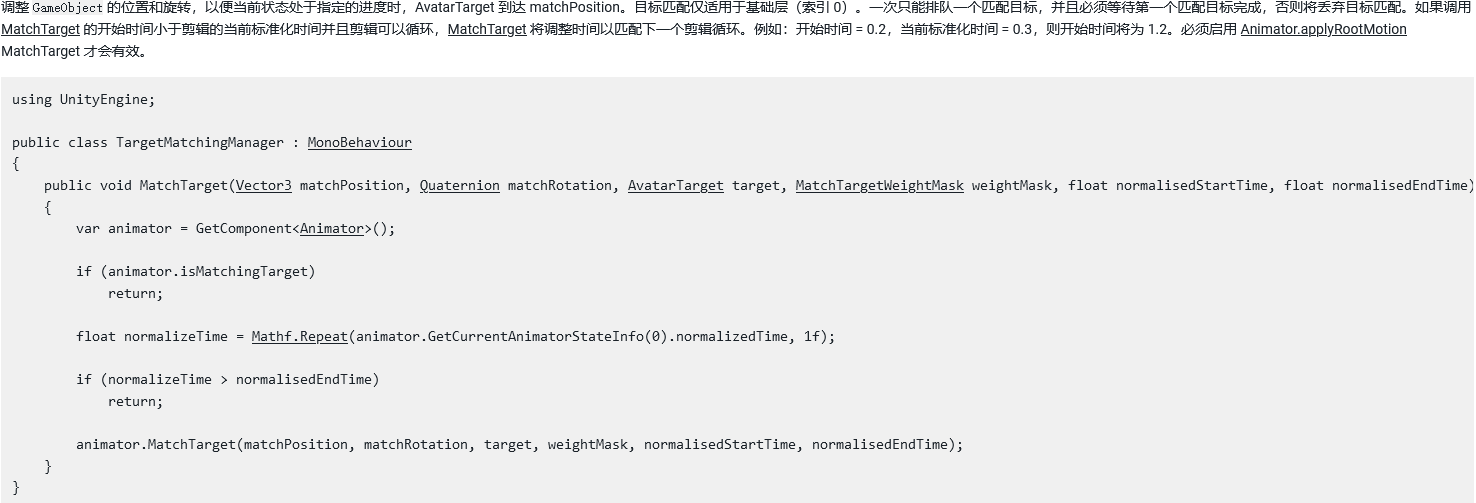 调整 GameObject 的位置和旋转，以便当前状态处于指定的进度时，AvatarTarget 到达 matchPosition。目标匹配仅适用于基础层（索引 0）。一次只能排队一个匹配目标，并且必须等待第一个匹配目标完成，否则将丢弃目标匹配。如果调用
MatchTarget 的开始时间小于剪辑的当前标准化时间并且剪辑可以循环，MatchTarget 将调整时间以匹配下一个剪辑循环。例如：开始时间 = 0.2，当前标准化时间 = 0.3，则开始时间将为 1.2。必须启用 Animator.applyRootMotion
MatchTarget 才会有效。
using UnityEngine;
public class TargetMatchingManager : MonoBehaviour
{
    public void MatchTarget(Vector3 matchPosition, Quaternion matchRotation, AvatarTarget target, MatchTargetWeightMask weightMask, float normalisedStartTime, float normalisedEndTime)
    {
        var animator = GetComponent<Animator>();
        if (animator.isMatchingTarget)
            return;
        float normalizeTime = Mathf.Repeat(animator.GetCurrentAnimatorStateInfo(0).normalizedTime, 1f);
        if (normalizeTime > normalisedEndTime)
            return;
        animator.MatchTarget(matchPosition, matchRotation, target, weightMask, normalisedStartTime, normalisedEndTime);
    }
}